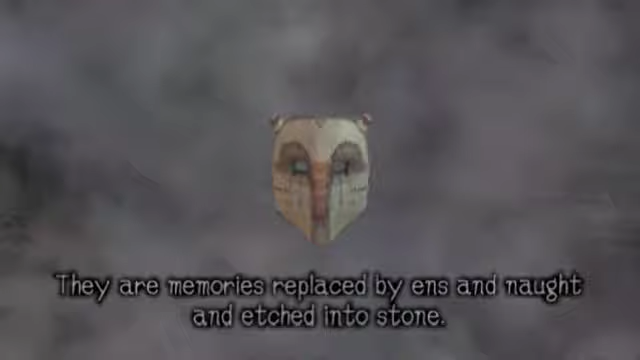 They are memories replaced by ens and naught
and etched into stone.